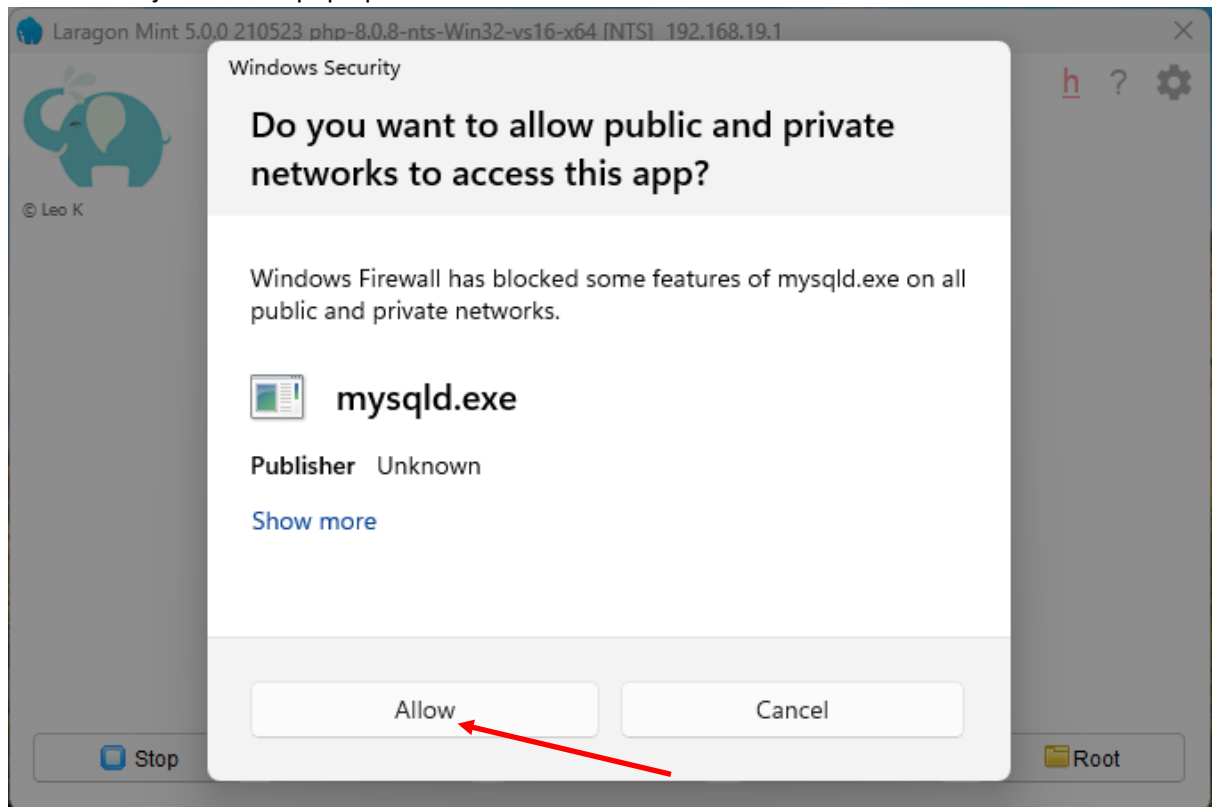 Laragon Mint 5.0.0 210523 php-8.0.8-nts-Win32-vs16-x64 [NTS] 192.168.19.1
h ?
© Leo K
Windows Security
Do you want to allow public and private
networks to access this app?
Windows Firewall has blocked some features of mysqld.exe on all
public and private networks.
mysqld.exe
Publisher Unknown
Show more
Allow Cancel
Stop Root